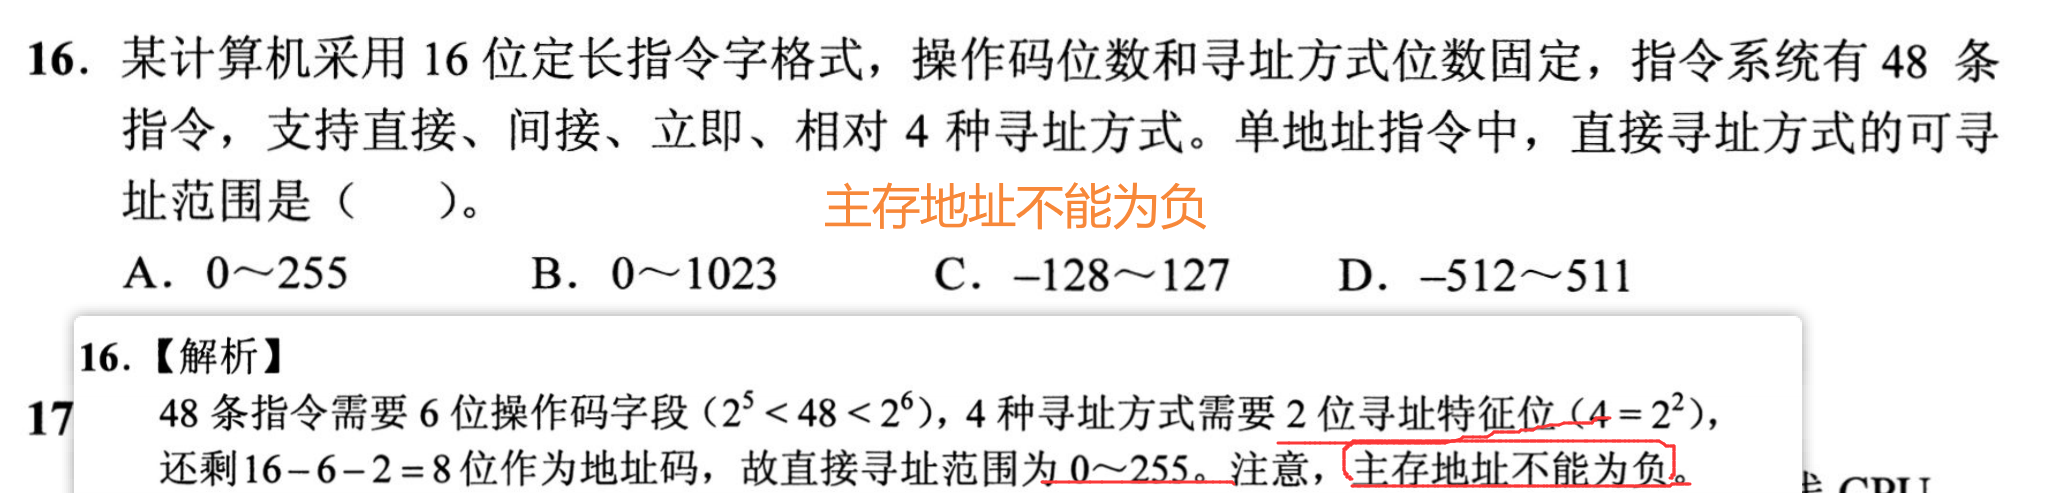 16. 某计算机采用 16 位定长指令字格式，操作码位数和寻址方式位数固定，指令系统有 48 条
指令，支持直接、间接、立即、相对 4 种寻址方式。单地址指令中，直接寻址方式的可寻
址范围是（ ）。
主存地址不能为负
A. 0～255 B. 0～1023 C. –128～127 D. –512～511
16.【解析】
17
48 条指令需要 6 位操作码字段（2⁵ < 48 < 2⁶），4 种寻址方式需要 2 位寻址特征位（4 = 2²），
还剩 16 – 6 – 2 = 8 位作为地址码，故直接寻址范围为 0～255。注意，主存地址不能为负。
CPU